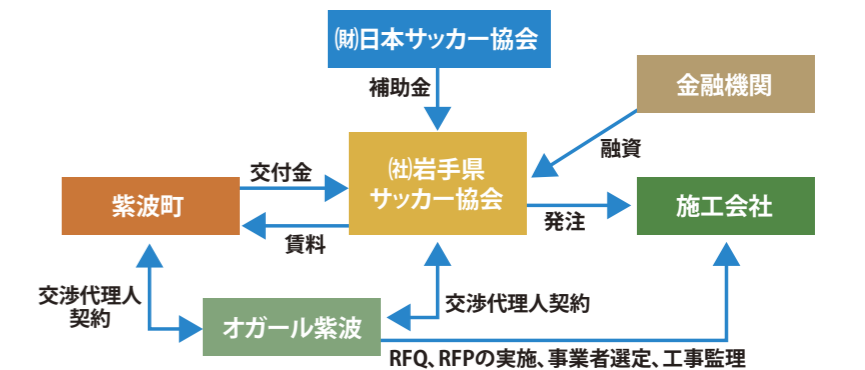 ㈶日本サッカー協会
補助金
金融機関
融資
㈳岩手県
サッカー協会
交付金
紫波町
賃料
発注
施工会社
交渉代理人
契約
オガール紫波
交渉代理人契約
RFQ、RFPの実施、事業者選定、工事監理